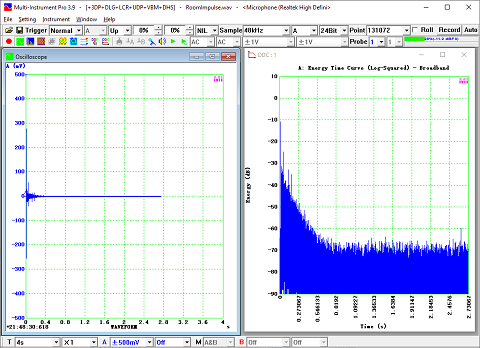 Multi-Instrument Pro 3.9 - [+3DP+DLG+LCR+UDP+VBM+DHS] - RoomImpulse.wav - <Microphone (Realtek High Defini>
File Setting Instrument Window Help
Trigger Normal A Up 0% 0% NIL Sample 48kHz A 24Bit Point 131072 Roll Record Auto
AC AC ±1V ±1V Probe 1 1
Oscilloscope
A (mV)
500
400
300
200
100
0
-100
-200
-300
-400
-500
0 0.4 0.8 1.2 1.6 2 2.4 2.8 3.2 3.6 4
+21:48:30:618 WAVEFORM s
DDC: 1
A: Energy Time Curve (Log-Squared) - Broadband
Energy (dB)
10
0
-10
-20
-30
-40
-50
-60
-70
-80
-90
0 0.273067 0.546133 0.8192 1.09227 1.36533 1.6384 1.91147 2.18453 2.4576 2.73067
Time (s)
T 4s X1 A ±500mV Off M A&B B Off Off